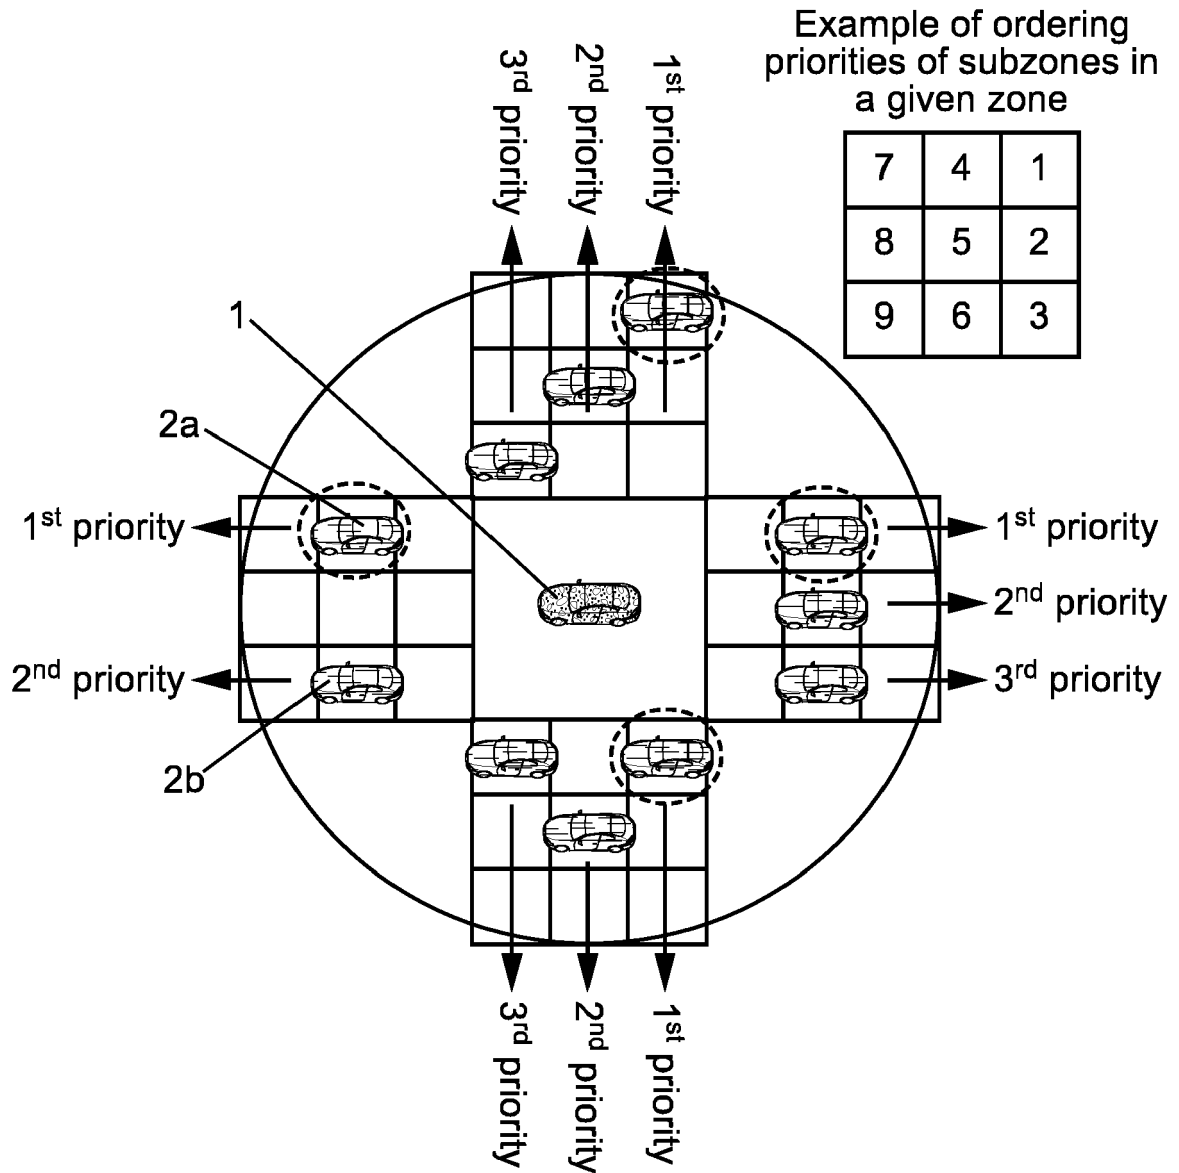 Example of ordering
priorities of subzones in
a given zone
7 4 1
8 5 2
9 6 3
3rd priority
2nd priority
1st priority
1
2a
1st priority
2nd priority
2b
1st priority
2nd priority
3rd priority
3rd priority
2nd priority
1st priority